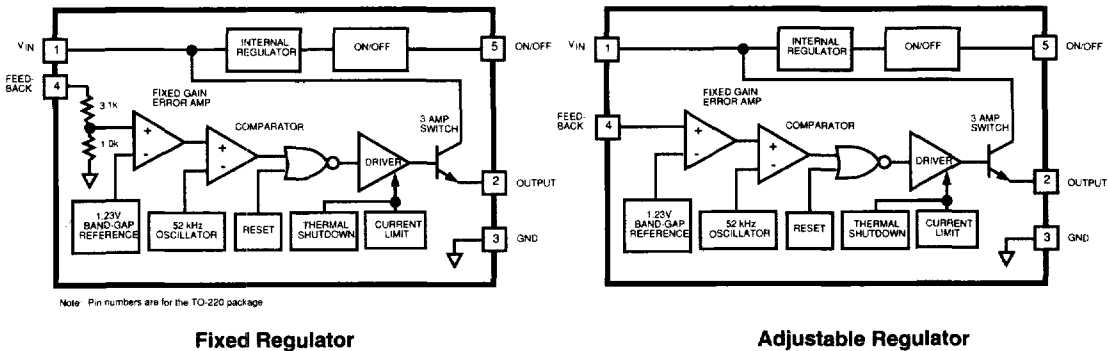 VIN
1
INTERNAL
REGULATOR
ON/OFF
5
ON/OFF
FEED-
BACK
4
3.1k
1.0k
FIXED GAIN
ERROR AMP
+
-
COMPARATOR
+
-
DRIVER
3 AMP
SWITCH
2
OUTPUT
1.23V
BAND-GAP
REFERENCE
52 kHz
OSCILLATOR
RESET
THERMAL
SHUTDOWN
CURRENT
LIMIT
3
GND
Note Pin numbers are for the TO-220 package
Fixed Regulator
VIN
1
INTERNAL
REGULATOR
ON/OFF
5
ON/OFF
FEED-
BACK
4
FIXED GAIN
ERROR AMP
+
-
COMPARATOR
+
-
DRIVER
3 AMP
SWITCH
2
OUTPUT
1.23V
BAND-GAP
REFERENCE
52 kHz
OSCILLATOR
RESET
THERMAL
SHUTDOWN
CURRENT
LIMIT
3
GND
Adjustable Regulator